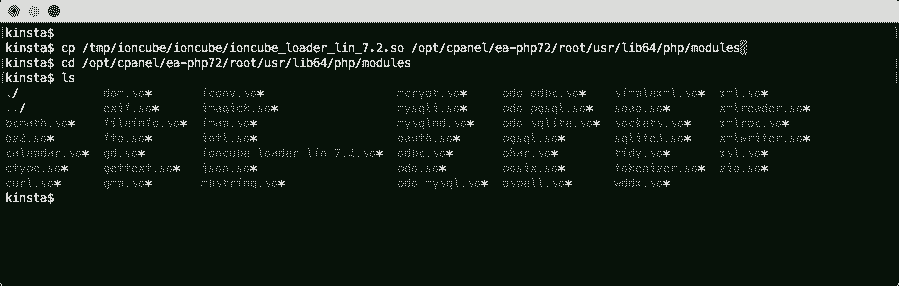 kinsta$
kinsta$ cp /tmp/ioncube/ioncube/ioncube_loader_lin_7.2.so /opt/cpanel/ea-php72/root/usr/lib64/php/modules
kinsta$ cd /opt/cpanel/ea-php72/root/usr/lib64/php/modules
kinsta$ ls
./ dom.so* iconv.so* mcrypt.so* pdo_odbc.so* simplexml.so* xml.so*
../ exif.so* imagick.so* mysqli.so* pdo_pgsql.so* soap.so* xmlreader.so*
bcmath.so* fileinfo.so* imap.so* mysqlnd.so* pdo_sqlite.so* sockets.so* xmlrpc.so*
bz2.so* ftp.so* intl.so* oauth.so* pgsql.so* sqlite3.so* xmlwriter.so*
calendar.so* gd.so* ioncube_loader_lin_7.2.so* odbc.so* phar.so* tidy.so* xsl.so*
ctype.so* gettext.so* json.so* pdo.so* posix.so* tokenizer.so* zip.so*
curl.so* gmp.so* mbstring.so* pdo_mysql.so* pspell.so* wddx.so*
kinsta$